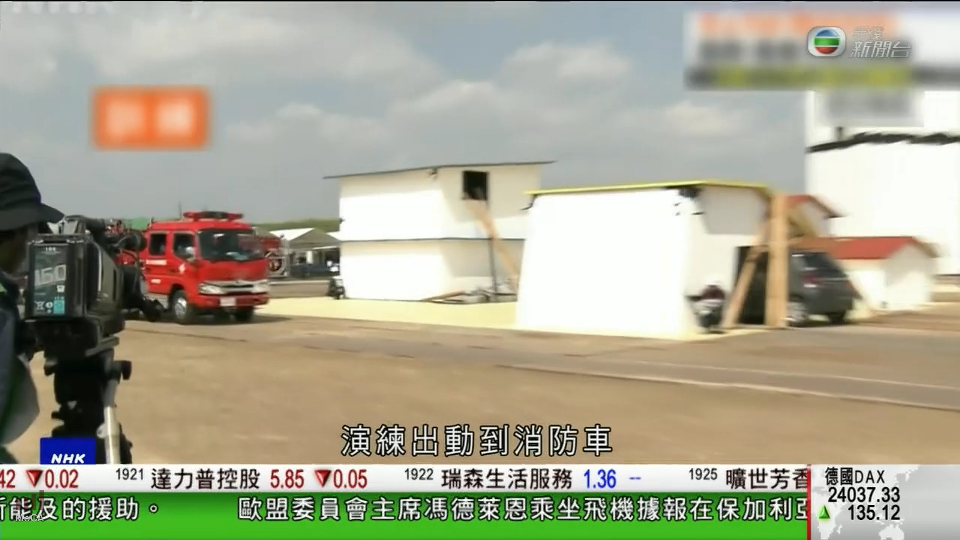 無綫新聞台
訓練
演練出動到消防車
NHK
42 ▼0.02 1921 達力普控股 5.85 ▼0.05 1922 瑞森生活服務 1.36 -- 1925 曠世芳香
能及的援助。 歐盟委員會主席馮德萊恩乘坐飛機據報在保加利亞
德國DAX
24037.33
▲ 135.12